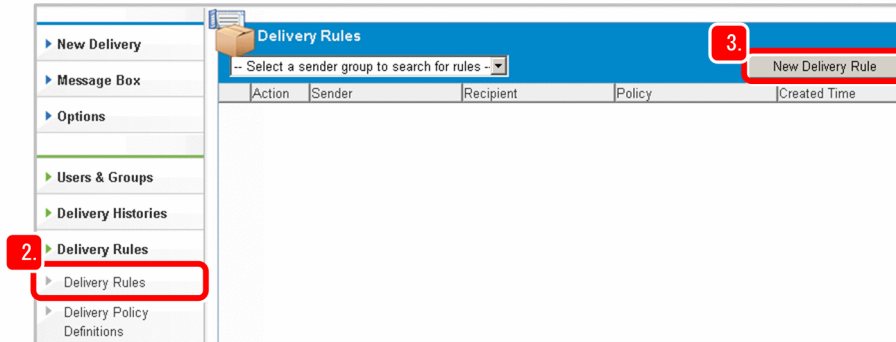 New Delivery
Message Box
Options
Users & Groups
Delivery Histories
2.
Delivery Rules
Delivery Rules
Delivery Policy
Definitions
Delivery Rules
-- Select a sender group to search for rules --
3.
New Delivery Rule
Action Sender Recipient Policy Created Time